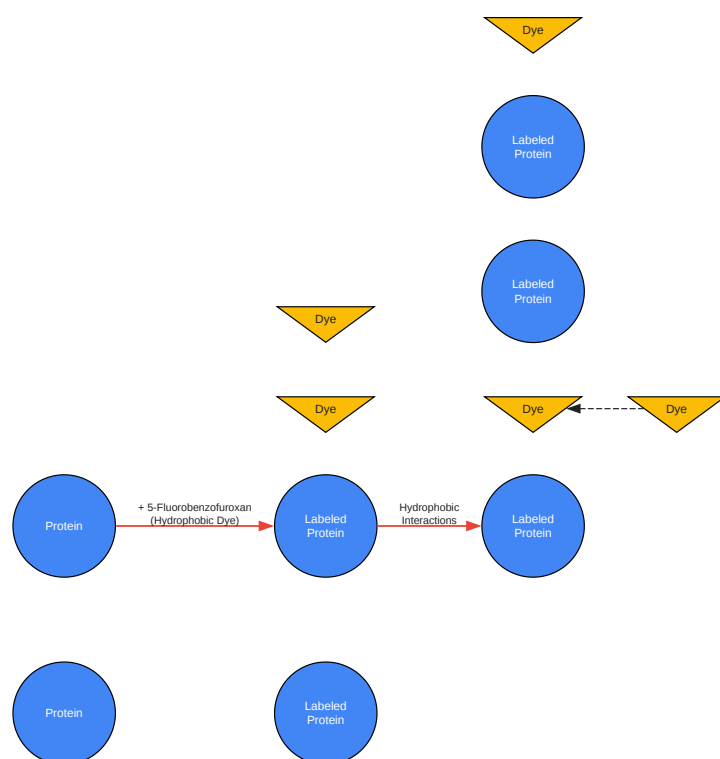 Dye
Labeled
Protein
Labeled
Protein
Dye
Dye
Dye
Dye
Protein
+ 5-Fluorobenzofuroxan
(Hydrophobic Dye)
Labeled
Protein
Hydrophobic
Interactions
Labeled
Protein
Protein
Labeled
Protein